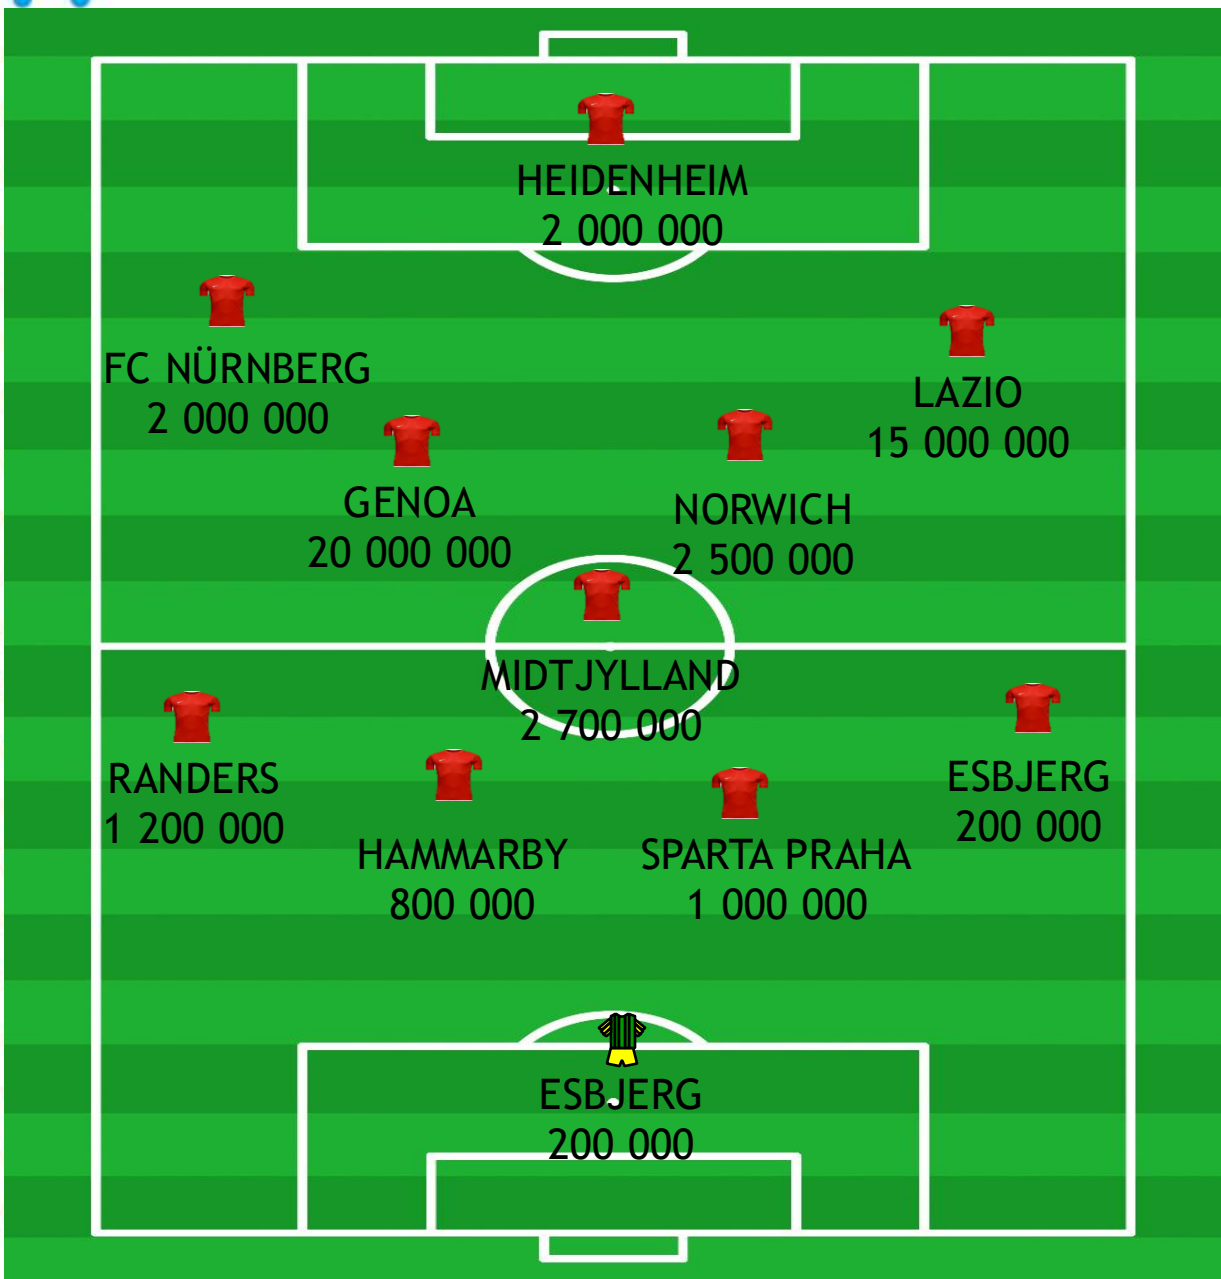 HEIDENHEIM
2 000 000
FC NÜRNBERG
2 000 000
LAZIO
15 000 000
GENOA
20 000 000
NORWICH
2 500 000
MIDTJYLLAND
2 700 000
RANDERS
1 200 000
ESBJERG
200 000
HAMMARBY
800 000
SPARTA PRAHA
1 000 000
ESBJERG
200 000